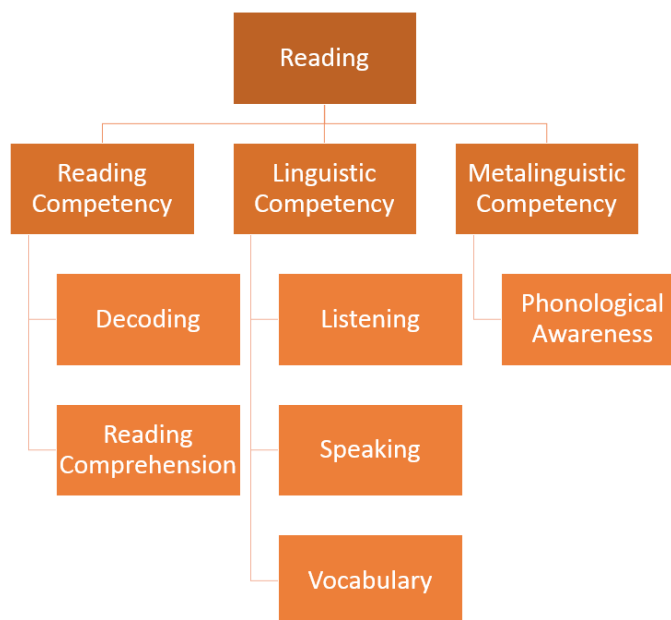 Reading
Reading
Competency
Linguistic
Competency
Metalinguistic
Competency
Decoding
Listening
Phonological
Awareness
Reading
Comprehension
Speaking
Vocabulary